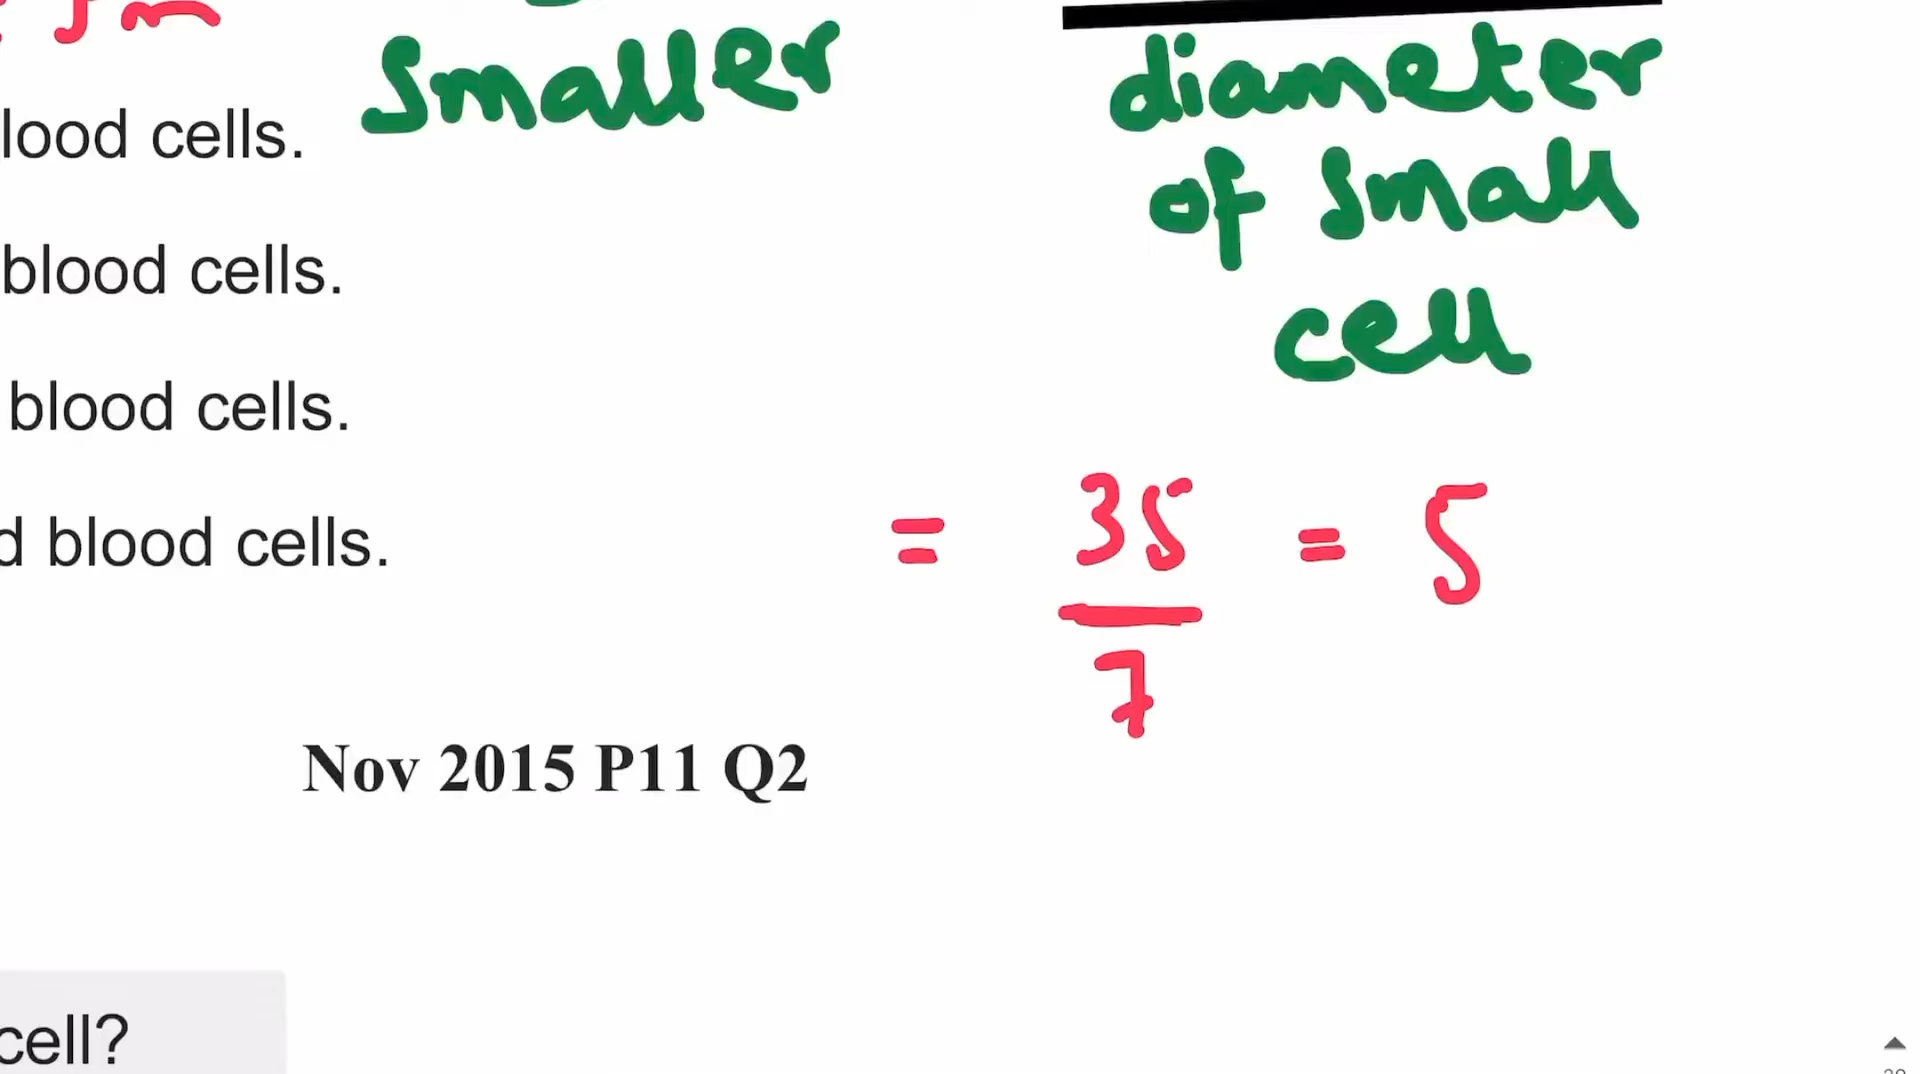 Smaller
lood cells.
blood cells.
blood cells.
d blood cells.
diameter
of small
cell
= 35/7 = 5
Nov 2015 P11 Q2
cell?